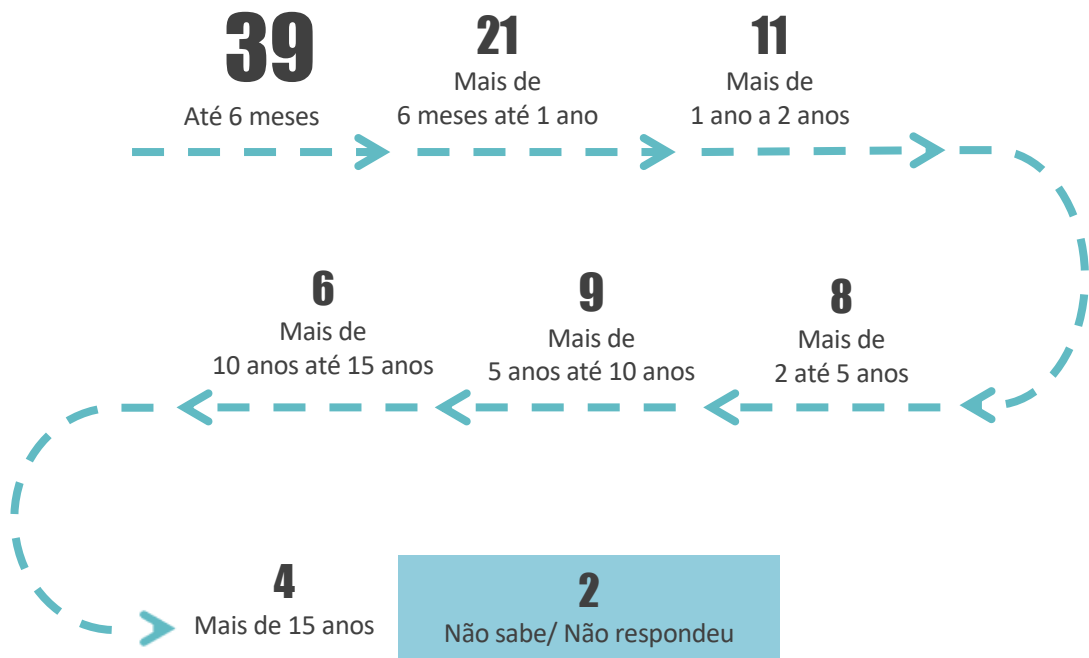 39
Até 6 meses
21
Mais de
6 meses até 1 ano
11
Mais de
1 ano a 2 anos
8
Mais de
2 até 5 anos
9
Mais de
5 anos até 10 anos
6
Mais de
10 anos até 15 anos
4
Mais de 15 anos
2
Não sabe/ Não respondeu